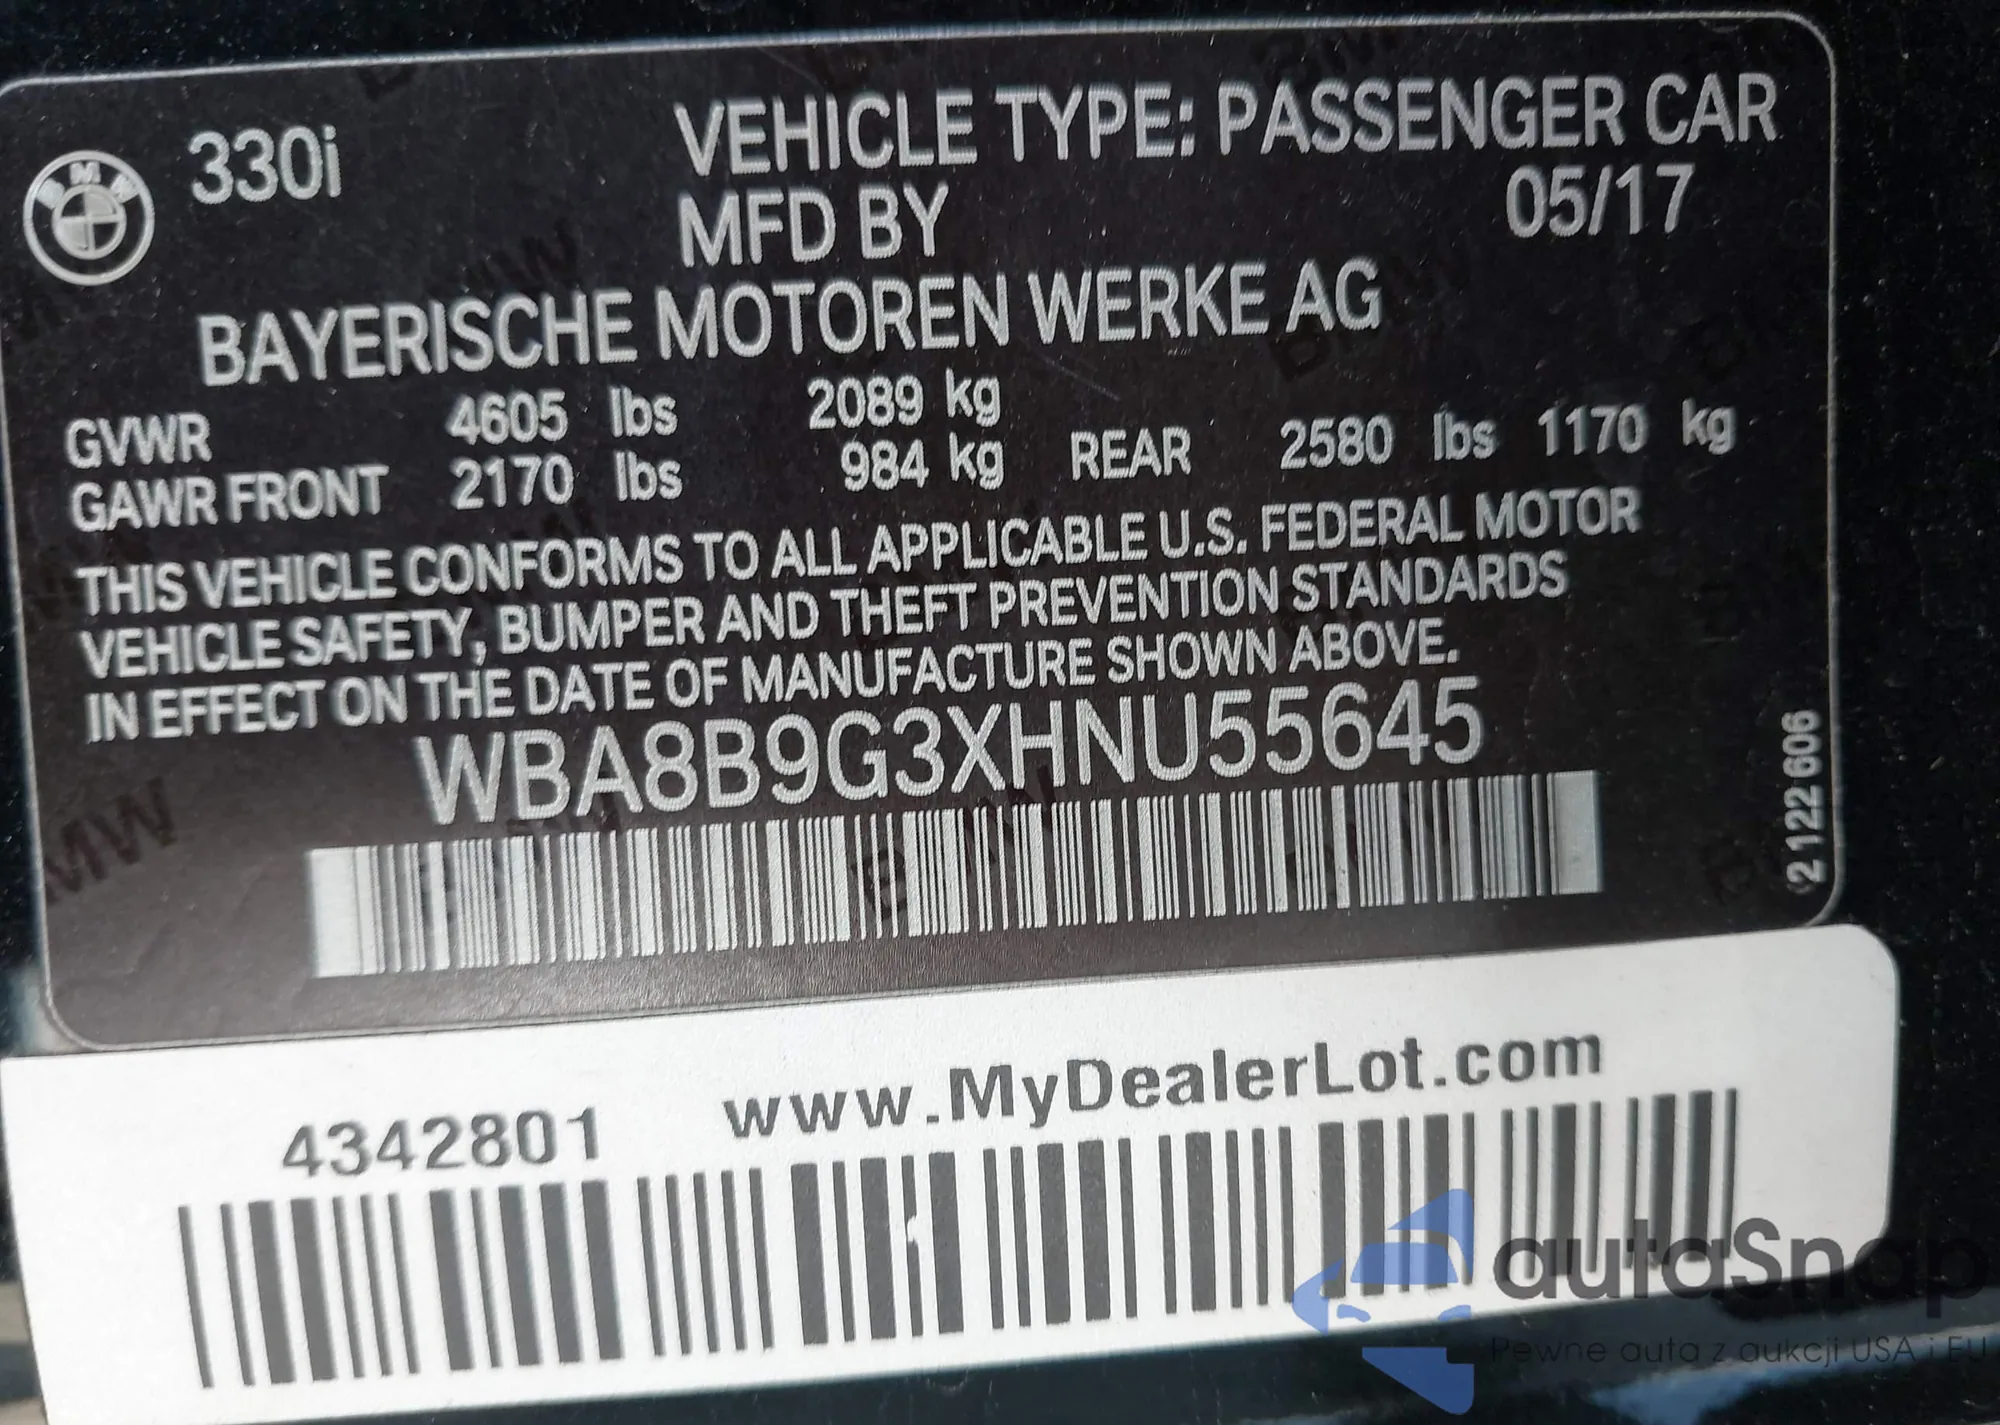 BMW
330i
VEHICLE TYPE: PASSENGER CAR
MFD BY
05/17
BAYERISCHE MOTOREN WERKE AG
GVWR 4605 lbs 2089 kg
GAWR FRONT 2170 lbs 984 kg REAR 2580 lbs 1170 kg
THIS VEHICLE CONFORMS TO ALL APPLICABLE U.S. FEDERAL MOTOR
VEHICLE SAFETY, BUMPER AND THEFT PREVENTION STANDARDS
IN EFFECT ON THE DATE OF MANUFACTURE SHOWN ABOVE.
WBA8B9G3XHNU55645
2 122 606
4342801
www.MyDealerLot.com
autaSnap
Pewne auta z aukcji USA i EU